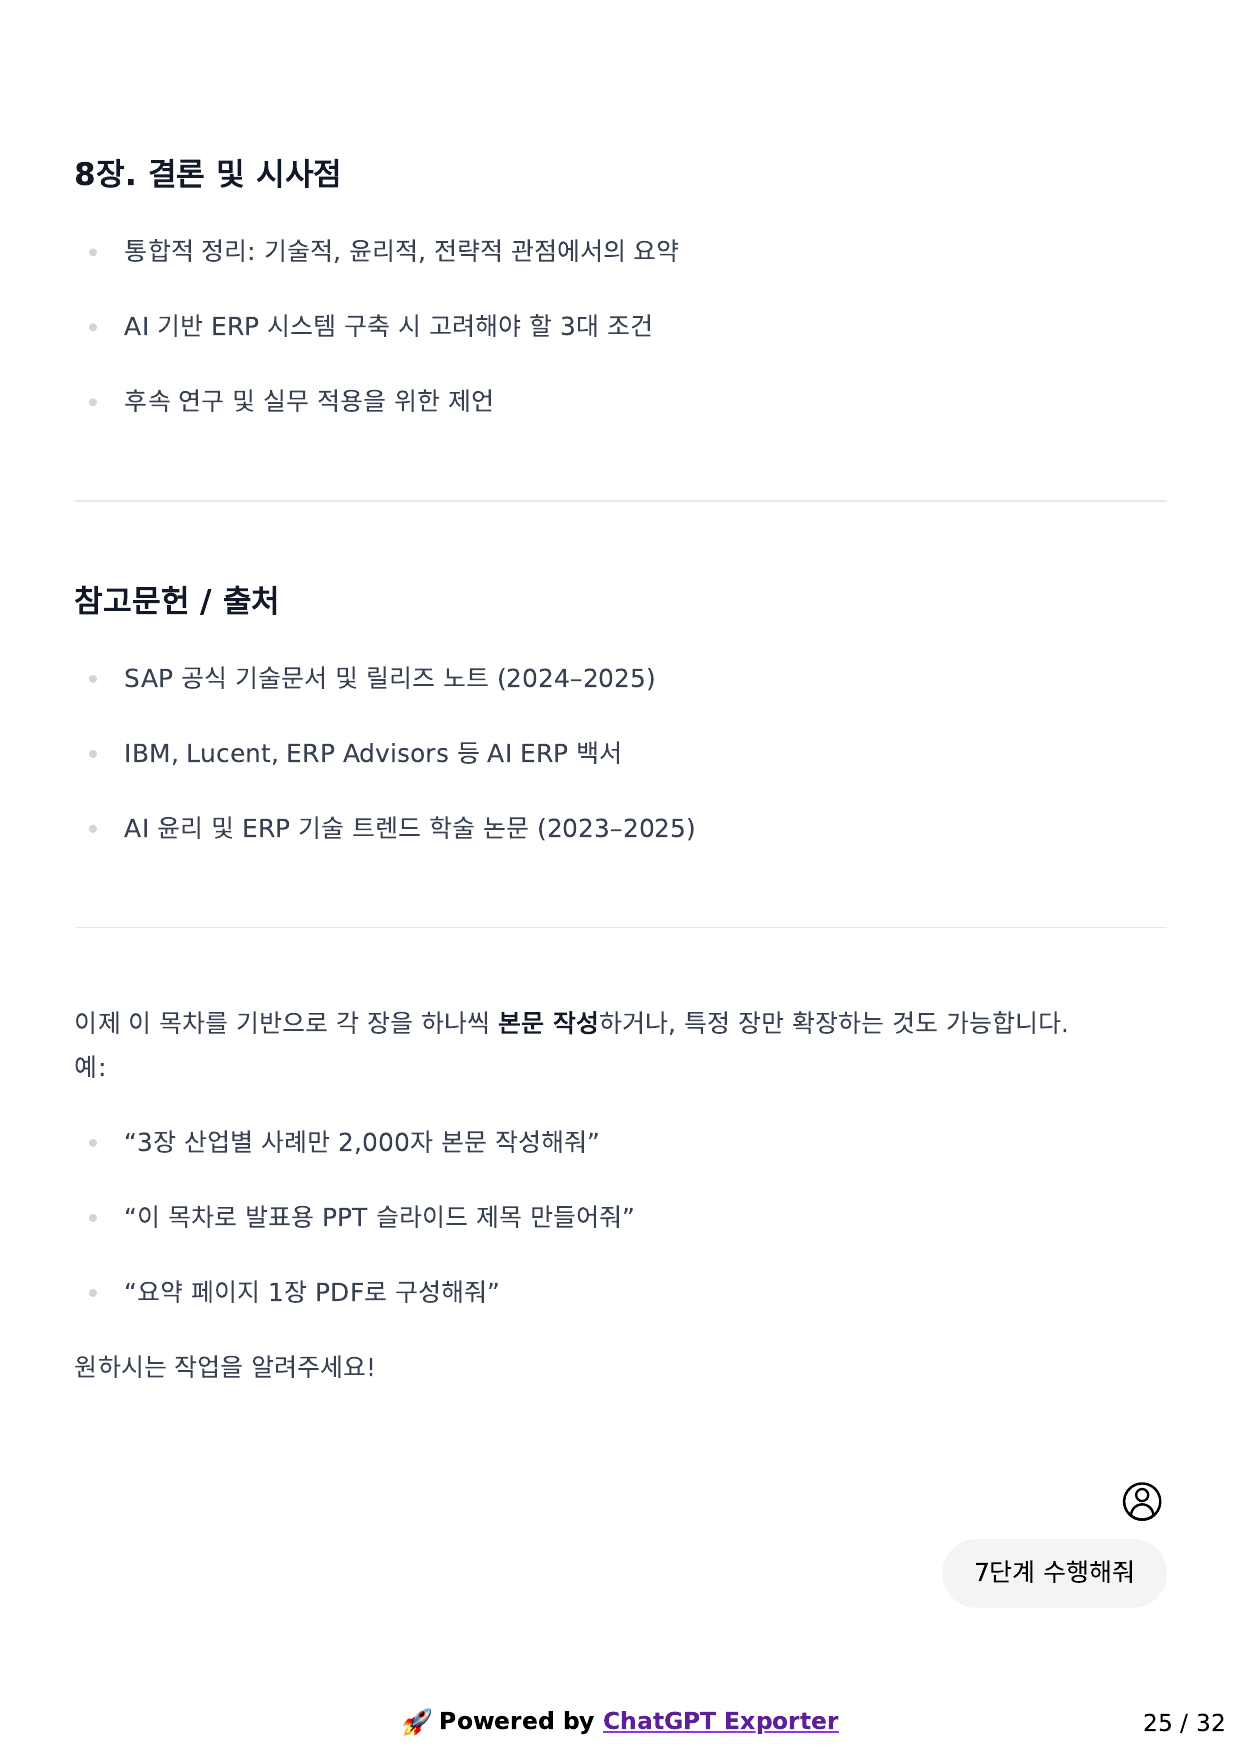 8장. 결론 및 시사점
통합적 정리: 기술적, 윤리적, 전략적 관점에서의 요약
AI 기반 ERP 시스템 구축 시 고려해야 할 3대 조건
후속 연구 및 실무 적용을 위한 제언
참고문헌 / 출처
SAP 공식 기술문서 및 릴리즈 노트 (2024–2025)
IBM, Lucent, ERP Advisors 등 AI ERP 백서
AI 윤리 및 ERP 기술 트렌드 학술 논문 (2023–2025)
이제 이 목차를 기반으로 각 장을 하나씩 본문 작성하거나, 특정 장만 확장하는 것도 가능합니다.
예:
“3장 산업별 사례만 2,000자 본문 작성해줘”
“이 목차로 발표용 PPT 슬라이드 제목 만들어줘”
“요약 페이지 1장 PDF로 구성해줘”
원하시는 작업을 알려주세요!
7단계 수행해줘
🚀 Powered by ChatGPT Exporter
25 / 32